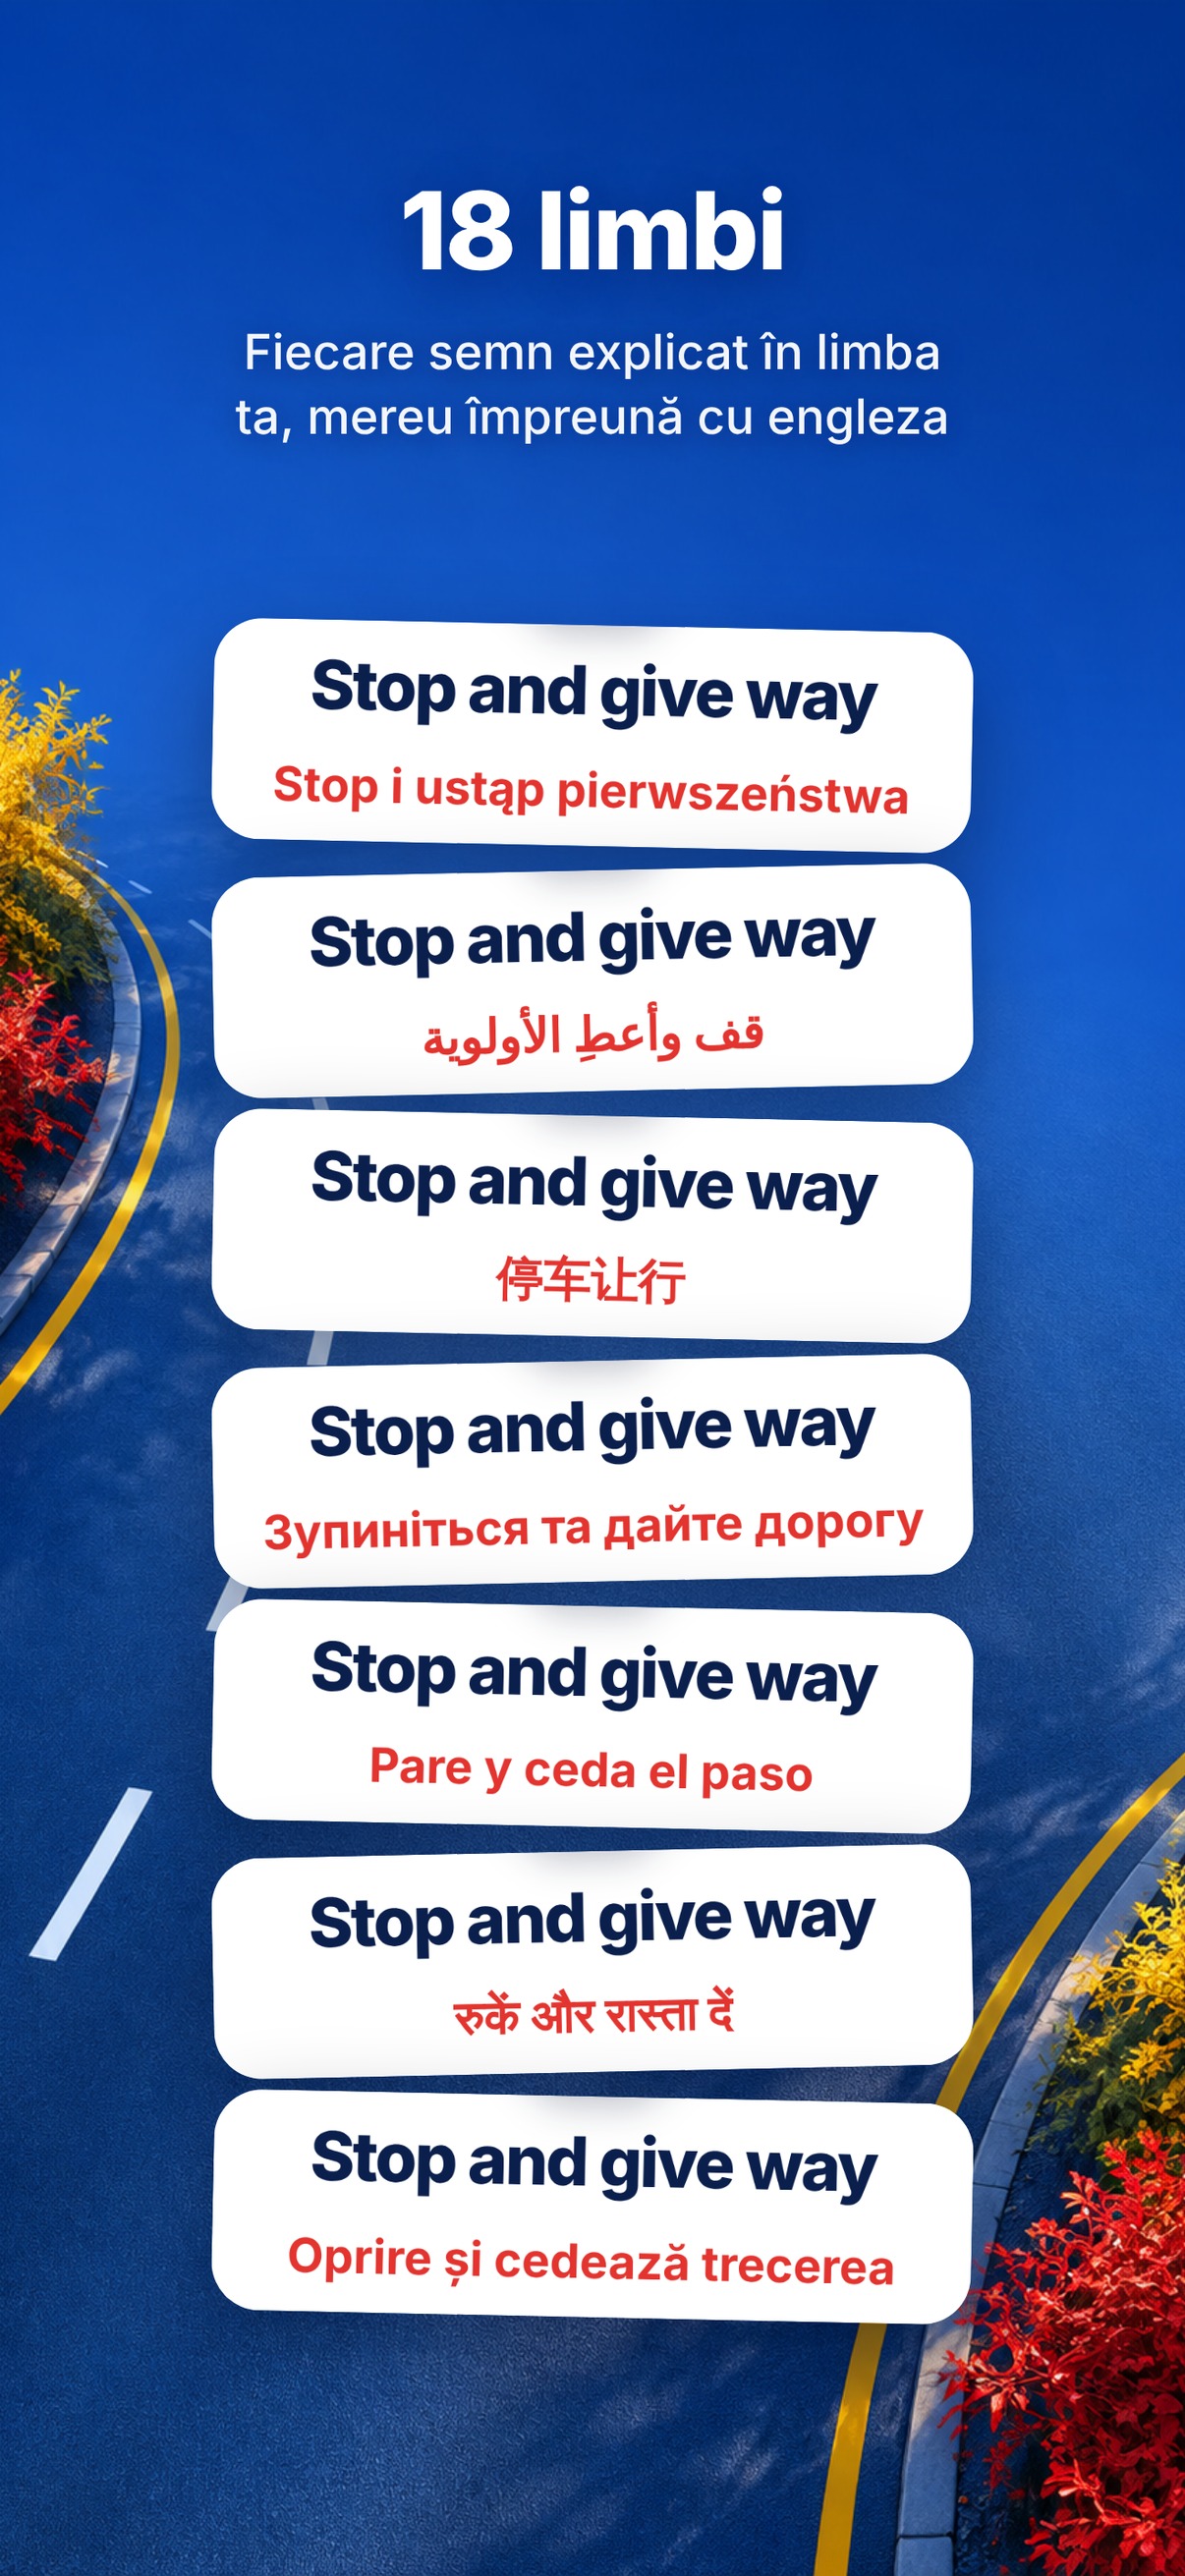 18 limbi
Fiecare semn explicat în limba
ta, mereu împreună cu engleza
Stop and give way
Stop i ustąp pierwszeństwa
Stop and give way
قف وأعطِ الأولوية
Stop and give way
停车让行
Stop and give way
Зупиніться та дайте дорогу
Stop and give way
Pare y ceda el paso
Stop and give way
रुकें और रास्ता दें
Stop and give way
Oprire și cedează trecerea